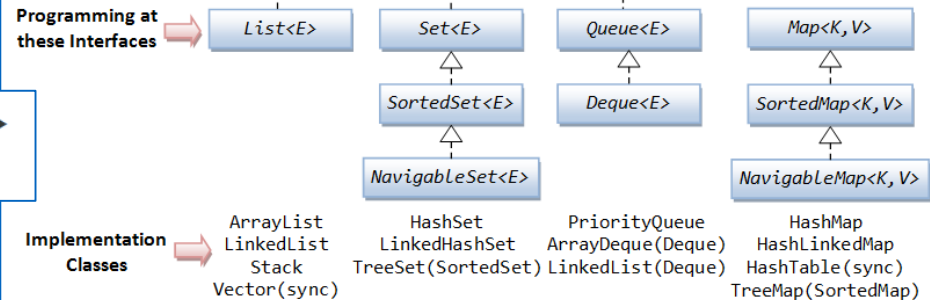 Programming at
these Interfaces
List<E>
Set<E>
Queue<E>
Map<K,V>
SortedSet<E>
Deque<E>
SortedMap<K,V>
NavigableSet<E>
NavigableMap<K,V>
Implementation
Classes
ArrayList
LinkedList
Stack
Vector(sync)
HashSet
LinkedHashSet
TreeSet(SortedSet)
PriorityQueue
ArrayDeque(Deque)
LinkedList(Deque)
HashMap
HashLinkedMap
HashTable(sync)
TreeMap(SortedMap)